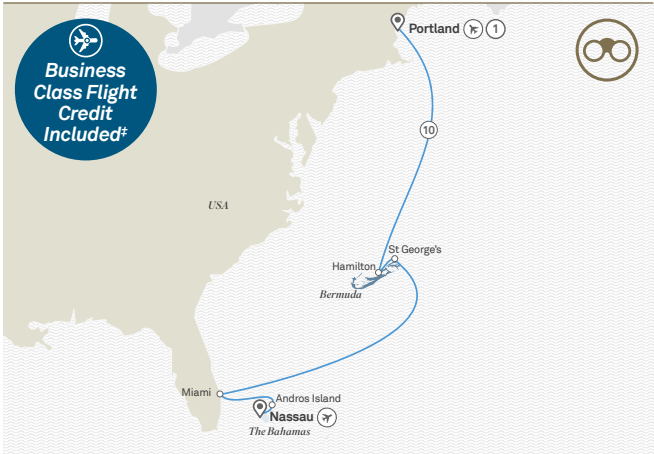 Portland 1
Business
Class Flight
Credit
Included‡
10
USA
St George's
Hamilton
Bermuda
Miami
Andros Island
Nassau
The Bahamas